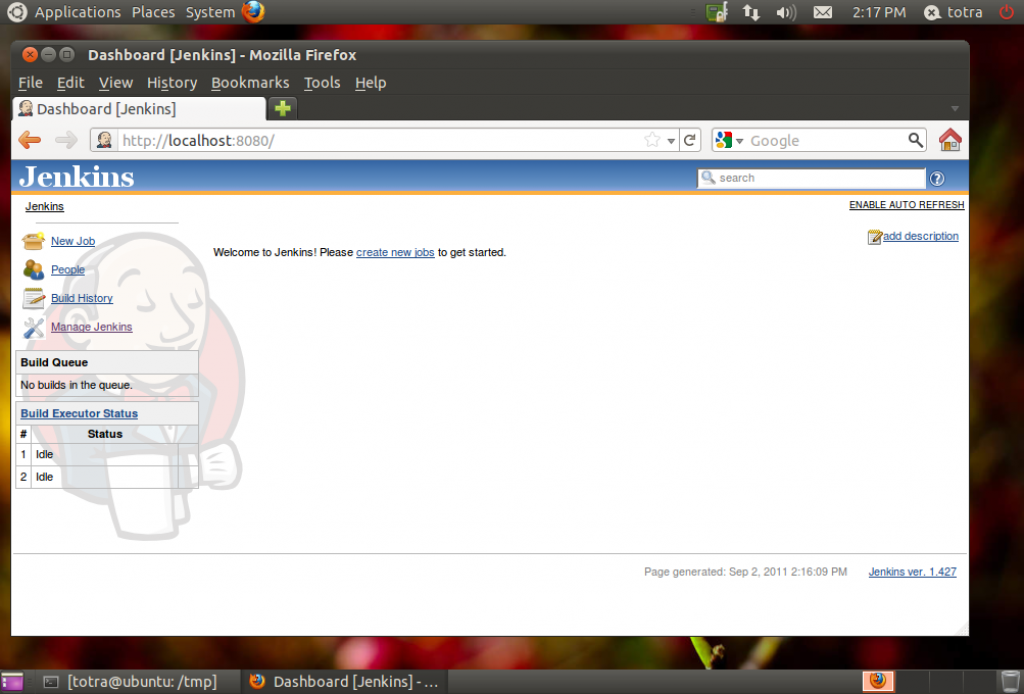 Applications Places System 2:17 PM totra
Dashboard [Jenkins] - Mozilla Firefox
File Edit View History Bookmarks Tools Help
Dashboard [Jenkins]
http://localhost:8080/ Google
Jenkins search
Jenkins ENABLE AUTO REFRESH
add description
New Job
Welcome to Jenkins! Please create new jobs to get started.
People
Build History
Manage Jenkins
Build Queue
No builds in the queue.
Build Executor Status
# Status
1 Idle
2 Idle
Page generated: Sep 2, 2011 2:16:09 PM Jenkins ver. 1.427
[totra@ubuntu: /tmp] Dashboard [Jenkins] - ...